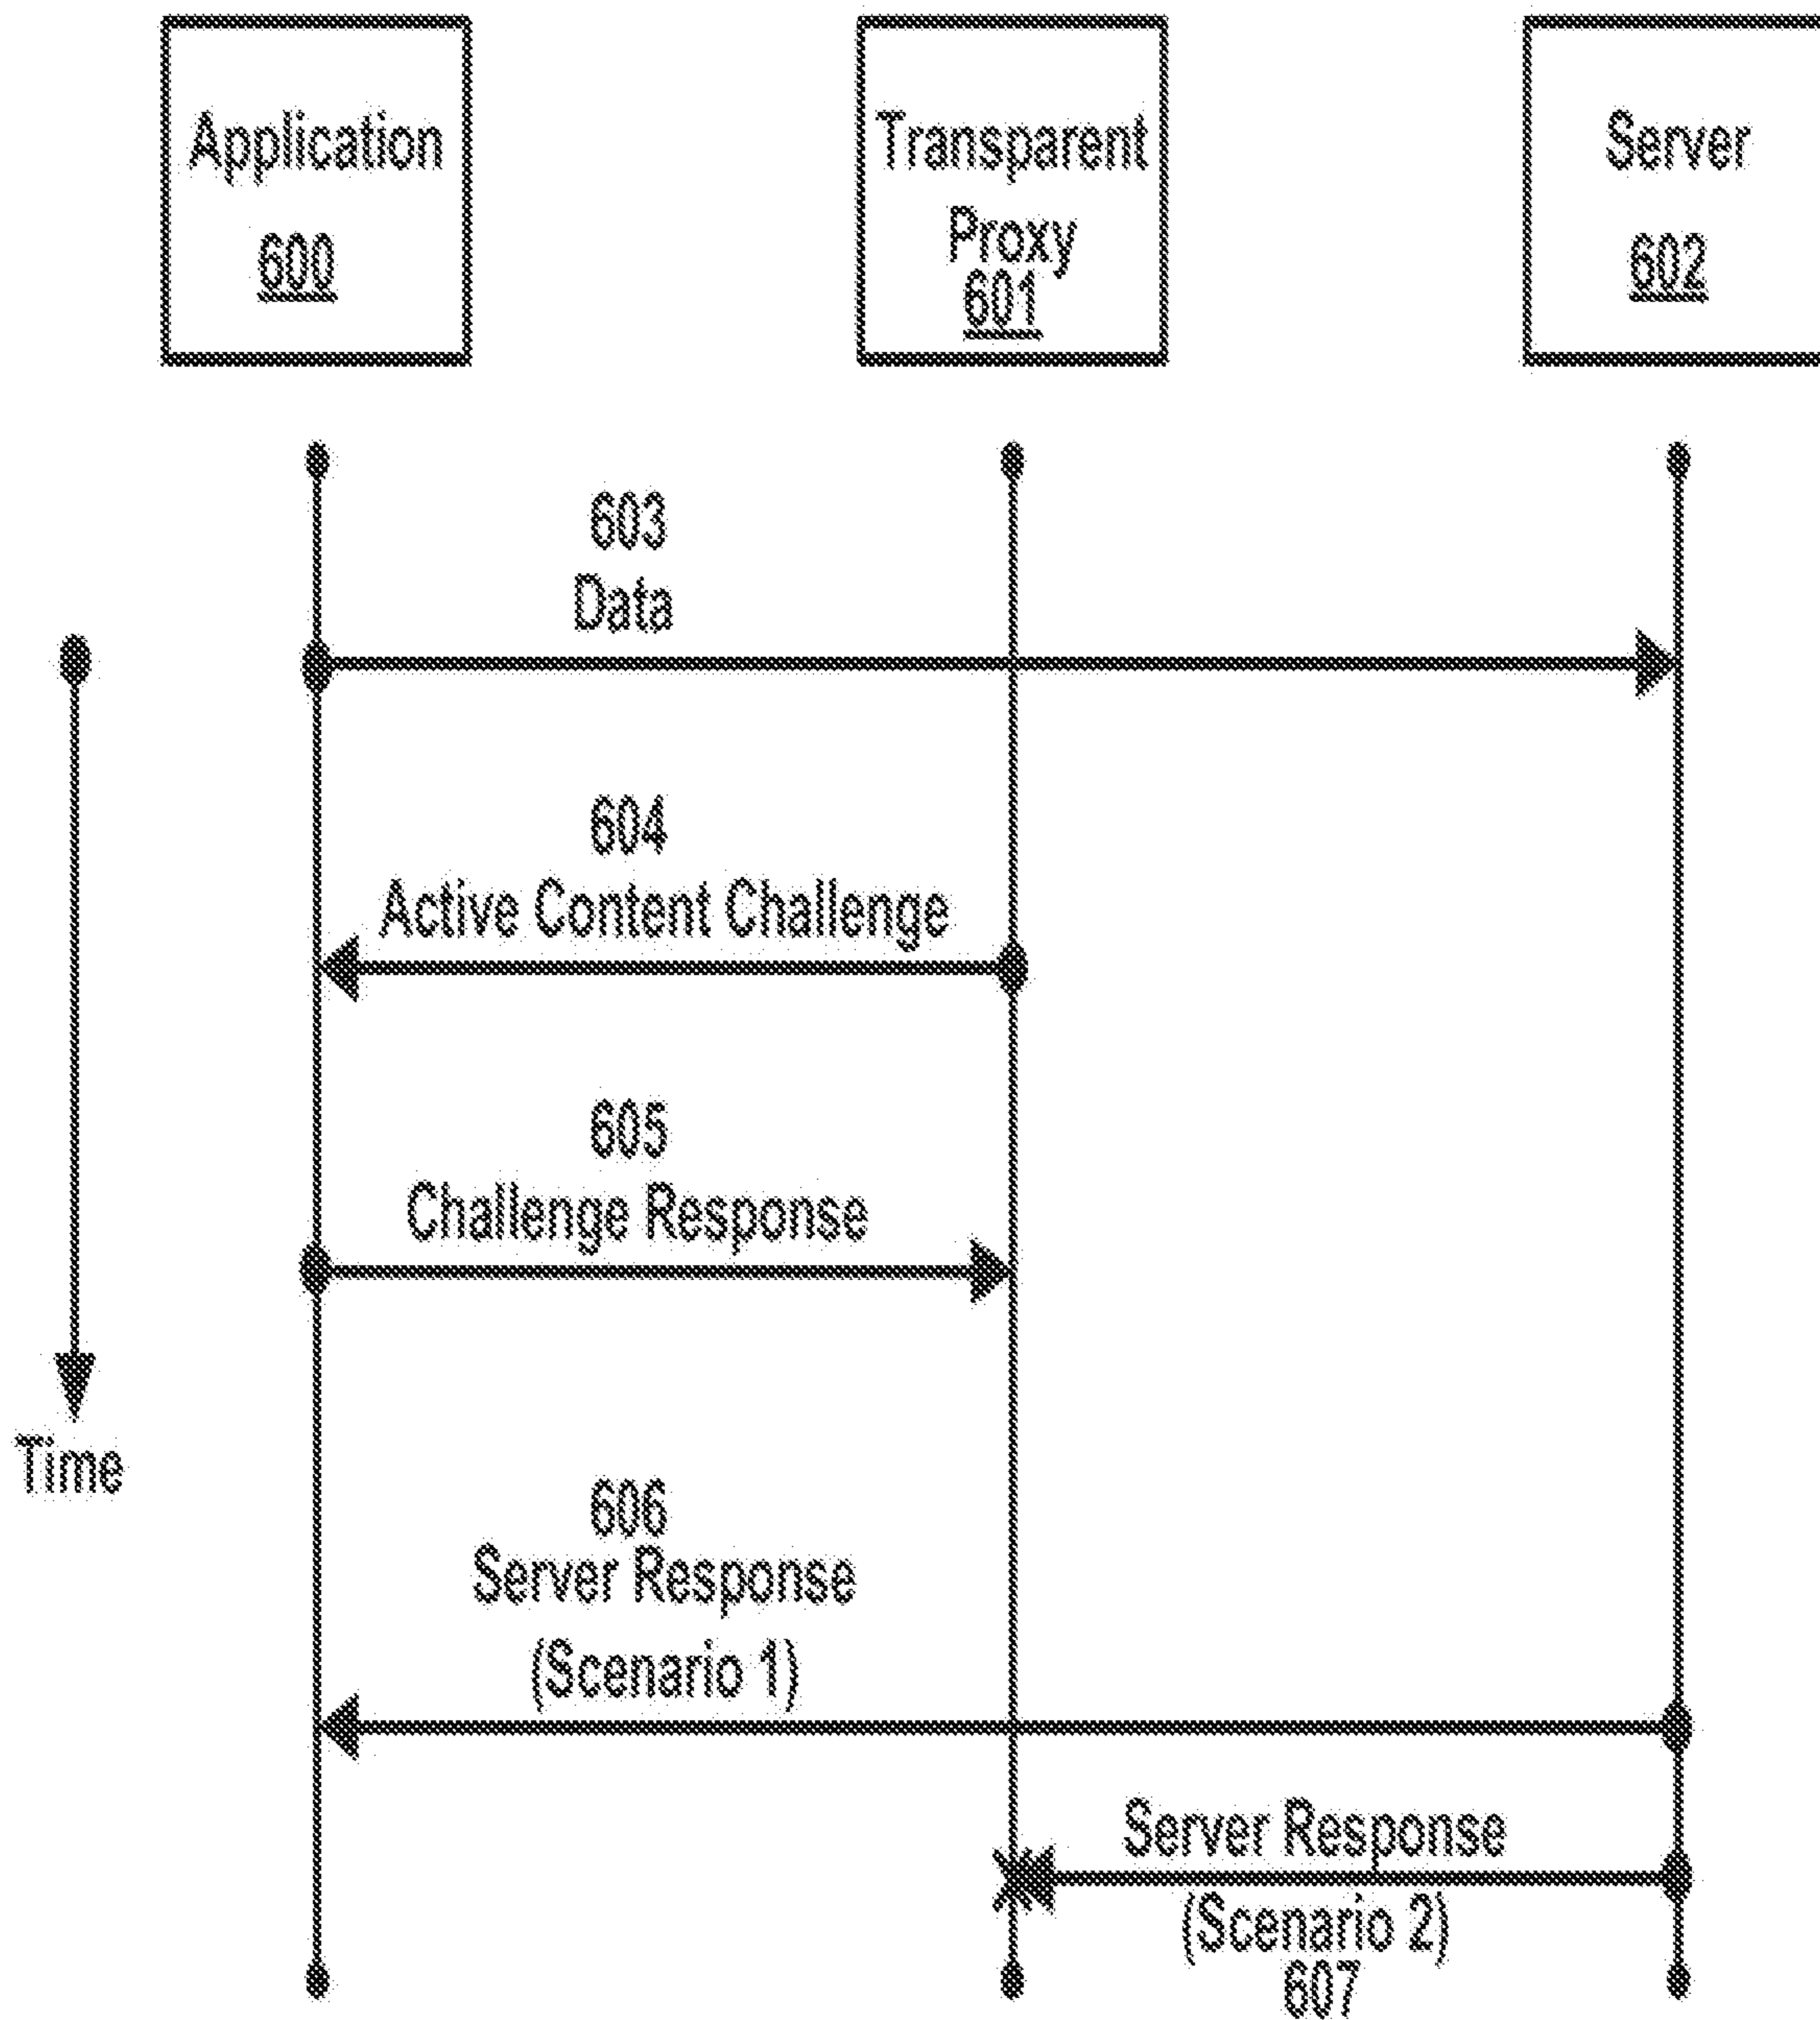 Application
600
Transparent
Proxy
601
Server
602
603
Data
604
Active Content Challenge
605
Challenge Response
Time
606
Server Response
(Scenario 1)
Server Response
(Scenario 2)
607